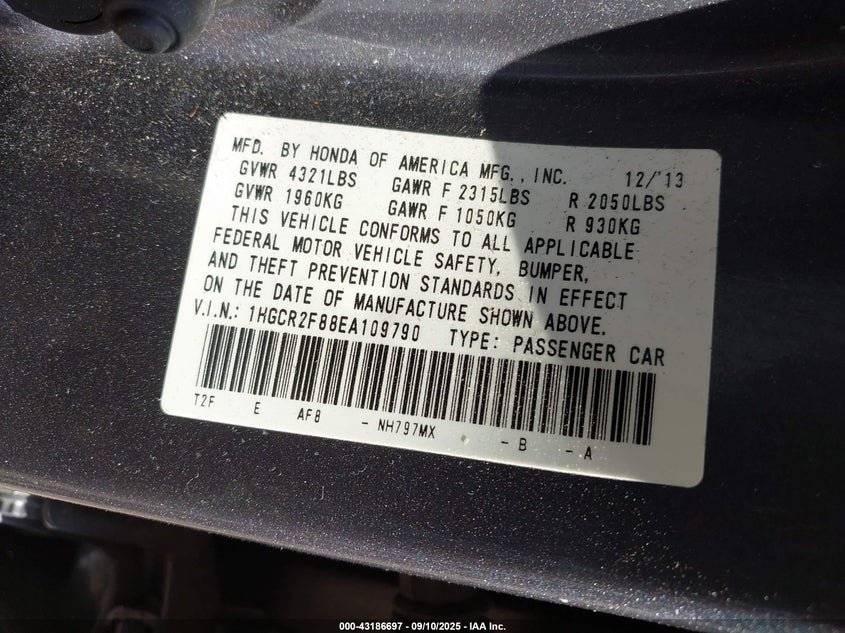 MFD. BY HONDA OF AMERICA MFG., INC. 12/'13
GVWR 4321LBS GAWR F 2315LBS R 2050LBS
GVWR 1960KG GAWR F 1050KG R 930KG
THIS VEHICLE CONFORMS TO ALL APPLICABLE
FEDERAL MOTOR VEHICLE SAFETY, BUMPER,
AND THEFT PREVENTION STANDARDS IN EFFECT
ON THE DATE OF MANUFACTURE SHOWN ABOVE.
V.I.N.: 1HGCR2F88EA109790 TYPE: PASSENGER CAR
T2F E AF8 - NH797MX - B - A
000-43186697 - 09/10/2025 - IAA Inc.